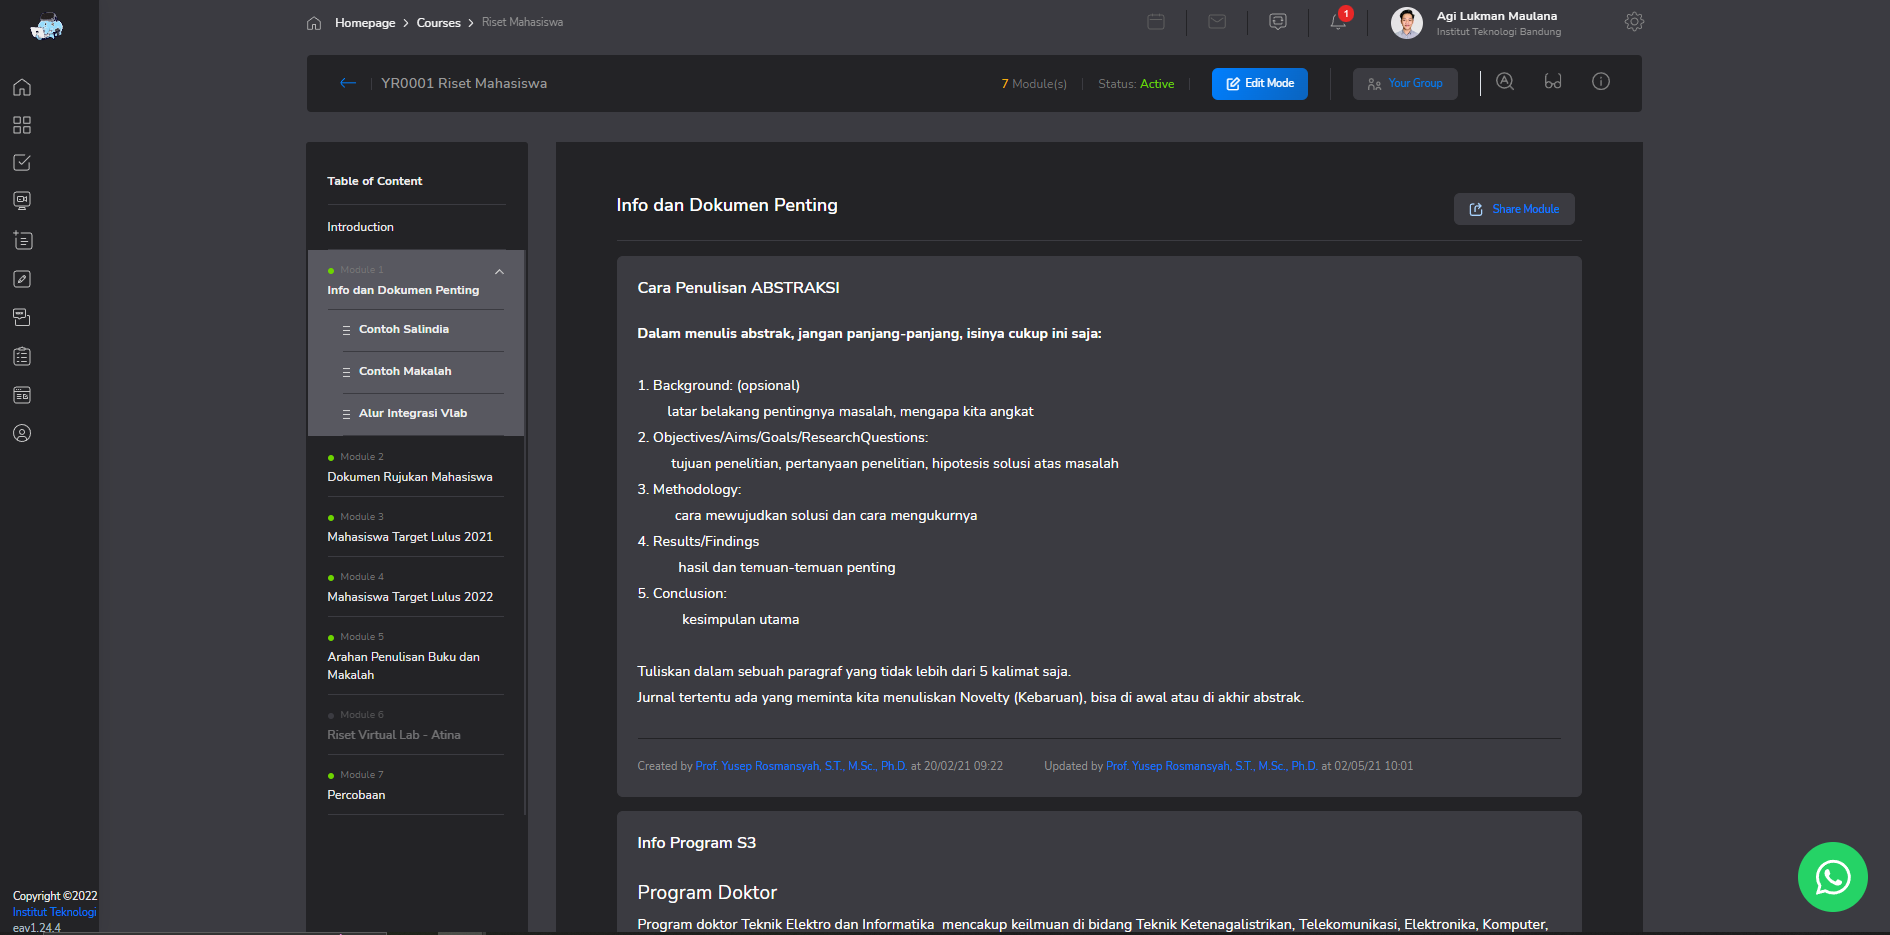 Homepage > Courses > Riset Mahasiswa
1
Agi Lukman Maulana
Institut Teknologi Bandung
YR0001 Riset Mahasiswa
7 Module(s)
Status: Active
Edit Mode
Your Group
Table of Content
Introduction
Module 1
Info dan Dokumen Penting
Contoh Salindia
Contoh Makalah
Alur Integrasi Vlab
Module 2
Dokumen Rujukan Mahasiswa
Module 3
Mahasiswa Target Lulus 2021
Module 4
Mahasiswa Target Lulus 2022
Module 5
Arahan Penulisan Buku dan
Makalah
Module 6
Riset Virtual Lab - Atina
Module 7
Percobaan
Info dan Dokumen Penting
Share Module
Cara Penulisan ABSTRAKSI
Dalam menulis abstrak, jangan panjang-panjang, isinya cukup ini saja:
1. Background: (opsional)
latar belakang pentingnya masalah, mengapa kita angkat
2. Objectives/Aims/Goals/ResearchQuestions:
tujuan penelitian, pertanyaan penelitian, hipotesis solusi atas masalah
3. Methodology:
cara mewujudkan solusi dan cara mengukurnya
4. Results/Findings
hasil dan temuan-temuan penting
5. Conclusion:
kesimpulan utama
Tuliskan dalam sebuah paragraf yang tidak lebih dari 5 kalimat saja.
Jurnal tertentu ada yang meminta kita menuliskan Novelty (Kebaruan), bisa di awal atau di akhir abstrak.
Created by Prof. Yusep Rosmansyah, S.T., M.Sc., Ph.D. at 20/02/21 09:22
Updated by Prof. Yusep Rosmansyah, S.T., M.Sc., Ph.D. at 02/05/21 10:01
Info Program S3
Program Doktor
Program doktor Teknik Elektro dan Informatika mencakup keilmuan di bidang Teknik Ketenagalistrikan, Telekomunikasi, Elektronika, Komputer,
Copyright ©2022
Institut Teknologi
eav1.24.4